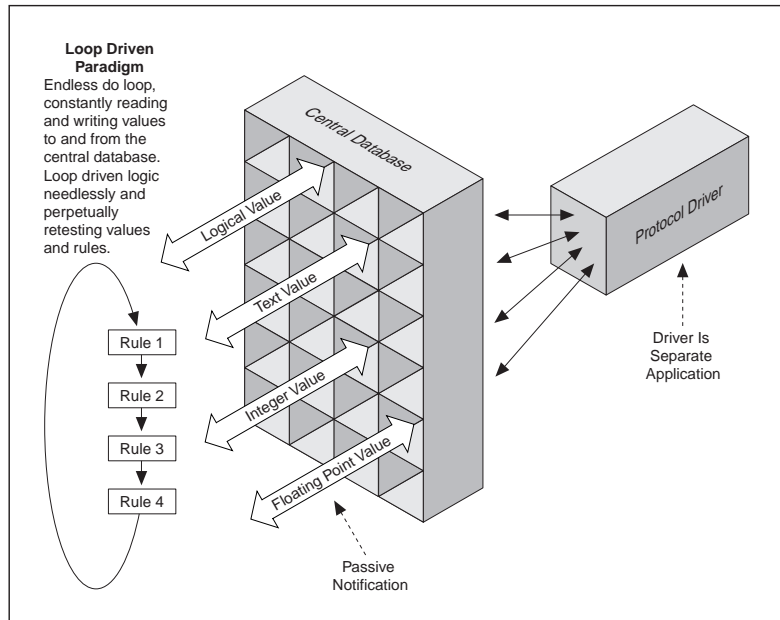 Loop Driven
Paradigm
Endless do loop,
constantly reading
and writing values
to and from the
central database.
Loop driven logic
needlessly and
perpetually
retesting values
and rules.
Central Database
Protocol Driver
Logical Value
Text Value
Integer Value
Floating Point Value
Rule 1
Rule 2
Rule 3
Rule 4
Driver Is
Separate
Application
Passive
Notification